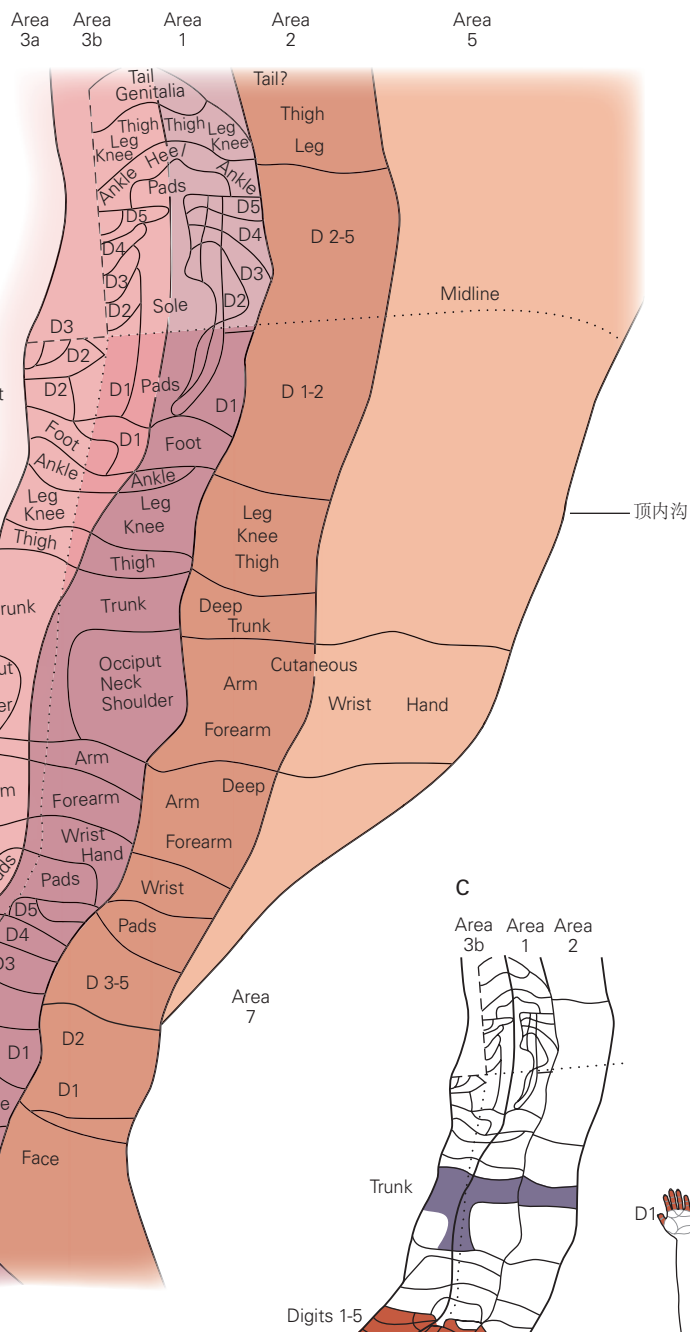 Area
3a
Area
3b
Area
1
Area
2
Area
5
Tail
Genitalia
Tail?
Thigh
Thigh
Leg
Knee
Leg
Knee
Thigh
Leg
Heel
Ankle
Ankle
Pads
D5
D5
D4
D4
D3
D3
D2
D2
Sole
D 2-5
Midline
D3
D2
D2
D1
Pads
D1
D 1-2
D1
Foot
Foot
Ankle
Ankle
Leg
Knee
Leg
Knee
Leg
Knee
Thigh
顶内沟
Thigh
Thigh
Trunk
Deep
Trunk
Occiput
Neck
Shoulder
Cutaneous
Arm
Wrist
Hand
Forearm
Arm
Deep
Arm
Forearm
Forearm
Wrist
Hand
Pads
Wrist
D5
Pads
D4
D3
D 3-5
D2
D1
D1
Face
Area
7
C
Area
3b
Area
1
Area
2
Trunk
D1
Digits 1-5